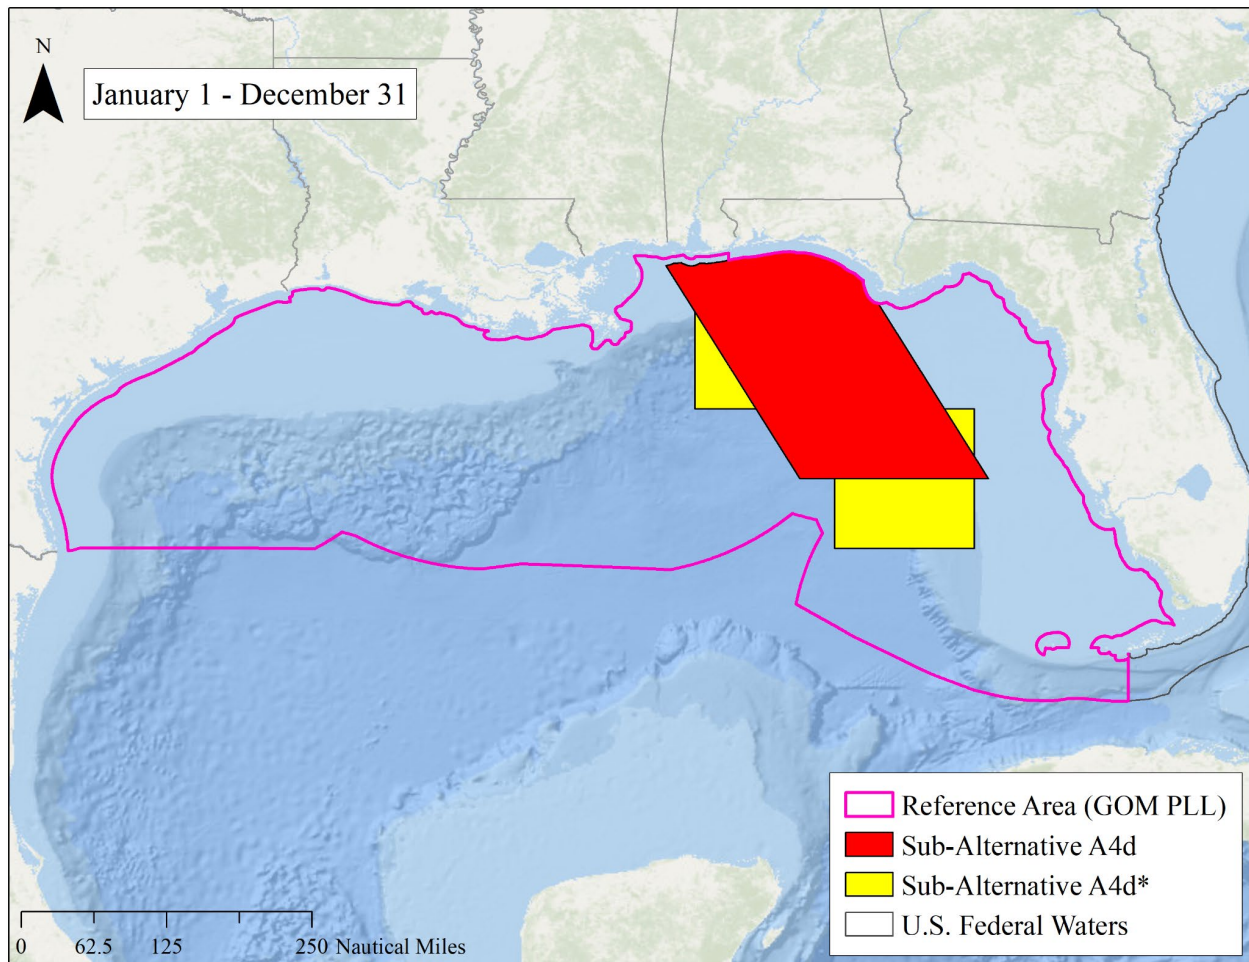 N
January 1 - December 31
Reference Area (GOM PLL)
Sub-Alternative A4d
Sub-Alternative A4d*
U.S. Federal Waters
0 62.5 125 250 Nautical Miles